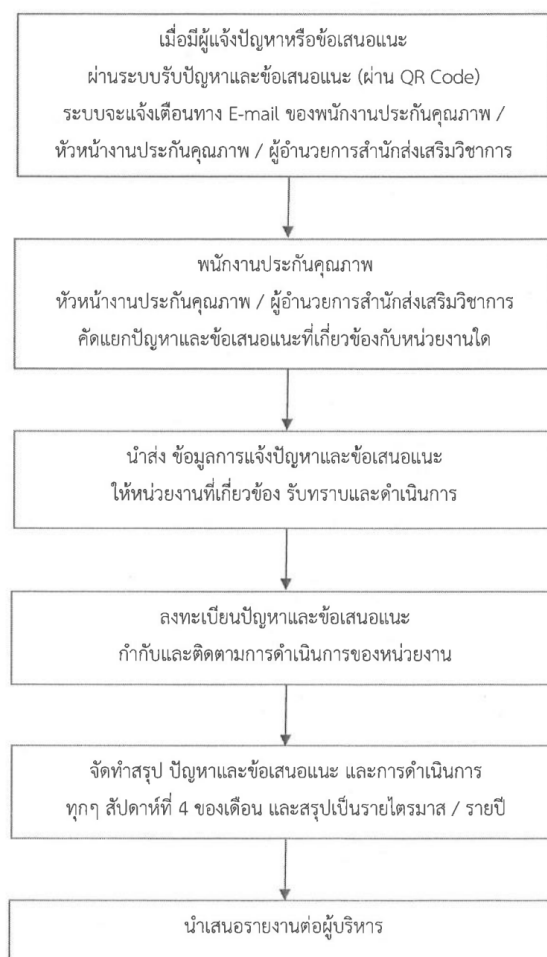 เมื่อมีผู้แจ้งปัญหาหรือข้อเสนอแนะ
ผ่านระบบรับปัญหาและข้อเสนอแนะ (ผ่าน QR Code)
ระบบจะแจ้งเตือนทาง E-mail ของพนักงานประกันคุณภาพ /
หัวหน้างานประกันคุณภาพ / ผู้อำนวยการสำนักส่งเสริมวิชาการ
พนักงานประกันคุณภาพ
หัวหน้างานประกันคุณภาพ / ผู้อำนวยการสำนักส่งเสริมวิชาการ
คัดแยกปัญหาและข้อเสนอแนะที่เกี่ยวข้องกับหน่วยงานใด
นำส่ง ข้อมูลการแจ้งปัญหาและข้อเสนอแนะ
ให้หน่วยงานที่เกี่ยวข้อง รับทราบและดำเนินการ
ลงทะเบียนปัญหาและข้อเสนอแนะ
กำกับและติดตามการดำเนินการของหน่วยงาน
จัดทำสรุป ปัญหาและข้อเสนอแนะ และการดำเนินการ
ทุกๆ สัปดาห์ที่ 4 ของเดือน และสรุปเป็นรายไตรมาส / รายปี
นำเสนอรายงานต่อผู้บริหาร